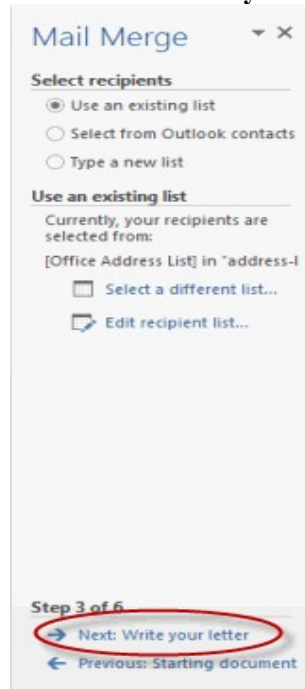 Mail Merge
Select recipients
Use an existing list
Select from Outlook contacts
Type a new list
Use an existing list
Currently, your recipients are
selected from:
[Office Address List] in "address-l
Select a different list...
Edit recipient list...
Step 3 of 6
Next: Write your letter
Previous: Starting document